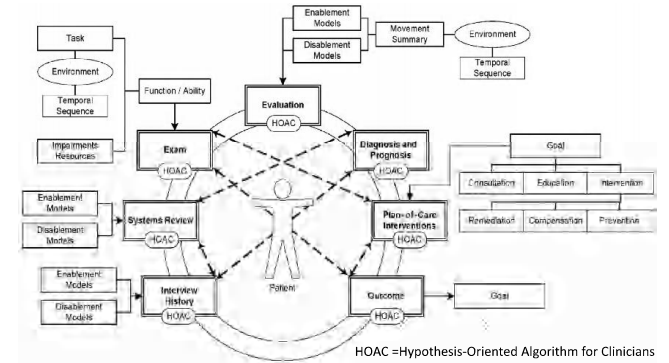 Enablement
Models
Disablement
Models
Movement
Summary
Environment
Temporal
Sequence
Task
Environment
Temporal
Sequence
Function / Ability
Impairments
Resources
Evaluation
HOAC
Exam
HOAC
Diagnosis and
Prognosis
HOAC
Goal
Consultation
Education
Intervention
Remediation
Compensation
Prevention
Enablement
Models
Disablement
Models
Systems Review
HOAC
Plan-of-Care
Interventions
HOAC
Enablement
Models
Disablement
Models
Interview
History
HOAC
Patient
Outcome
HOAC
Goal
HOAC =Hypothesis-Oriented Algorithm for Clinicians